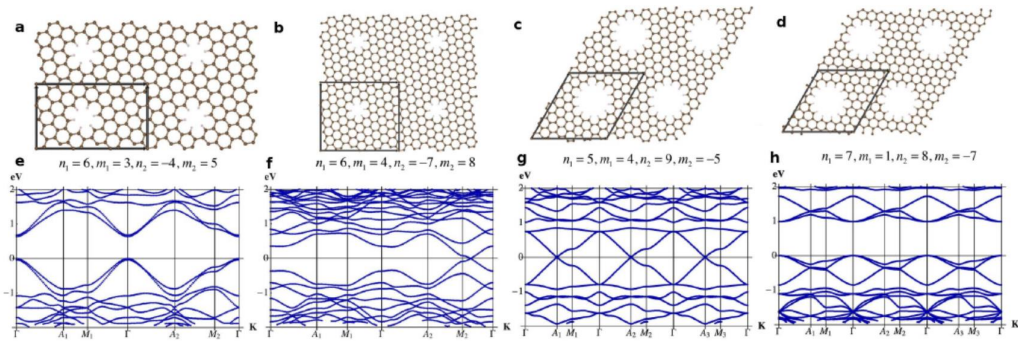 a
b
c
d
e
n₁ = 6, m₁ = 3, n₂ = −4, m₂ = 5
f
n₁ = 6, m₁ = 4, n₂ = −7, m₂ = 8
g
n₁ = 5, m₁ = 4, n₂ = 9, m₂ = −5
h
n₁ = 7, m₁ = 1, n₂ = 8, m₂ = −7
eV
2
1
0
−1
Γ A₁ M₁ Γ A₂ M₂ Γ K
eV
2
1
0
−1
Γ A₁ M₁ Γ A₂ M₂ Γ K
eV
2
1
0
−1
Γ A₁ M₁ Γ A₂ M₂ Γ A₃ M₃ Γ K
eV
2
1
0
−1
Γ A₁ M₁ Γ A₂ M₂ Γ A₃ M₃ Γ K